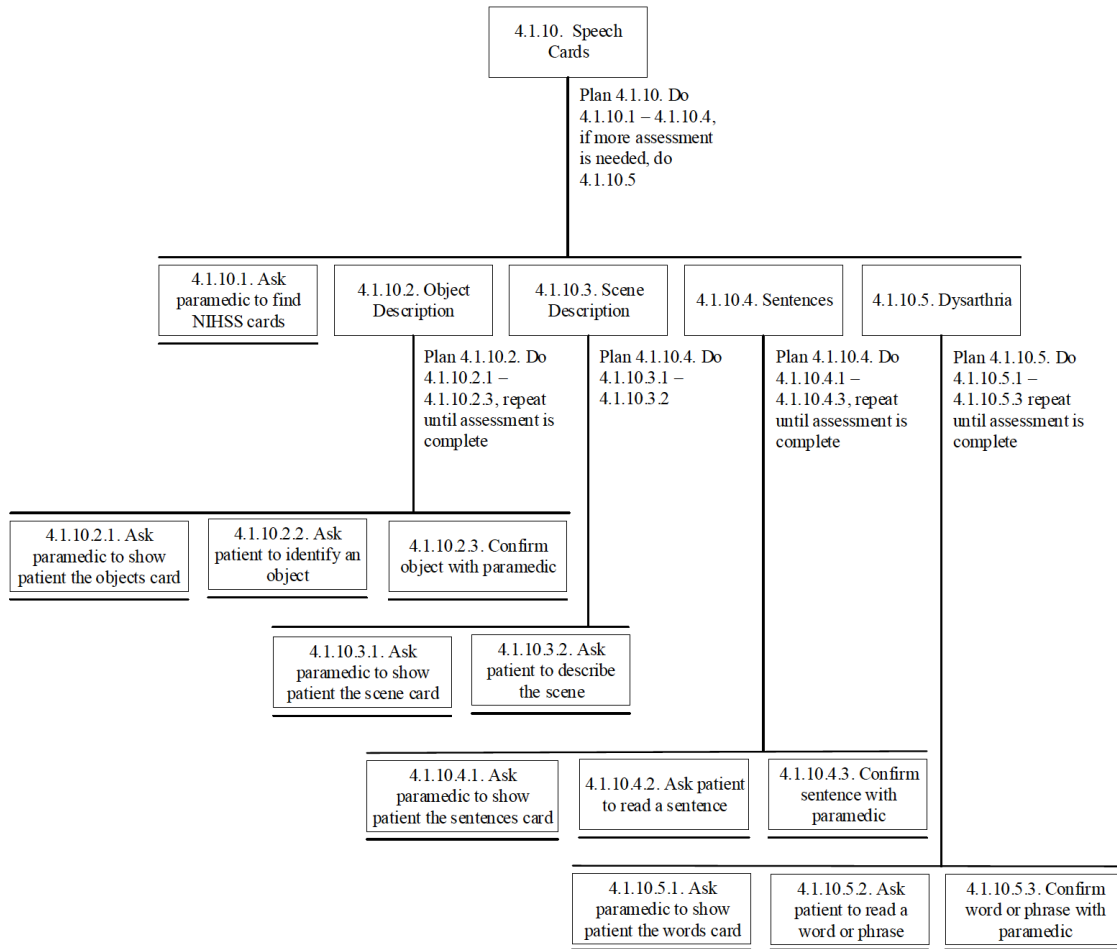 4.1.10.  Speech
Cards
Plan 4.1.10. Do
4.1.10.1 – 4.1.10.4,
if more assessment
is needed, do
4.1.10.5
4.1.10.1. Ask
paramedic to find
NIHSS cards
4.1.10.2. Object
Description
4.1.10.3. Scene
Description
4.1.10.4. Sentences
4.1.10.5. Dysarthria
Plan 4.1.10.2. Do
4.1.10.2.1 –
4.1.10.2.3, repeat
until assessment is
complete
Plan 4.1.10.4. Do
4.1.10.3.1 –
4.1.10.3.2
Plan 4.1.10.4. Do
4.1.10.4.1 –
4.1.10.4.3, repeat
until assessment is
complete
Plan 4.1.10.5. Do
4.1.10.5.1 –
4.1.10.5.3 repeat
until assessment is
complete
4.1.10.2.1. Ask
paramedic to show
patient the objects card
4.1.10.2.2. Ask
patient to identify an
object
4.1.10.2.3. Confirm
object with paramedic
4.1.10.3.1. Ask
paramedic to show
patient the scene card
4.1.10.3.2. Ask
patient to describe
the scene
4.1.10.4.1. Ask
paramedic to show
patient the sentences card
4.1.10.4.2. Ask patient
to read a sentence
4.1.10.4.3. Confirm
sentence with
paramedic
4.1.10.5.1. Ask
paramedic to show
patient the words card
4.1.10.5.2. Ask
patient to read a
word or phrase
4.1.10.5.3. Confirm
word or phrase with
paramedic